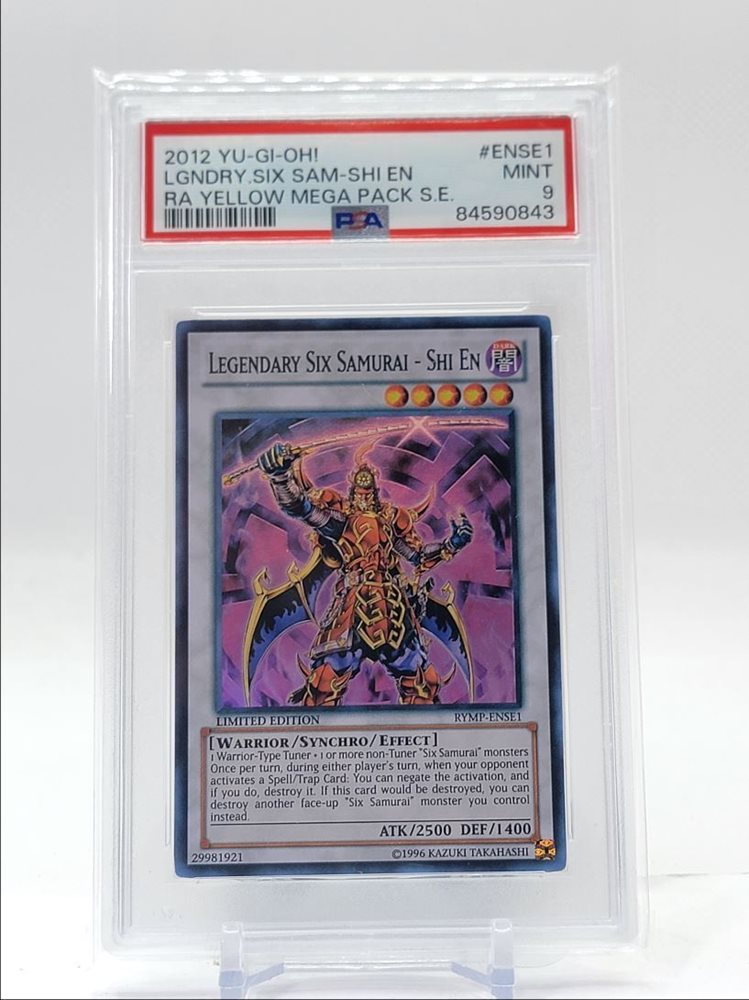 2012 YU-GI-OH! #ENSE1
LGNDRY.SIX SAM-SHI EN MINT
RA YELLOW MEGA PACK S.E. 9
PSA 84590843
LEGENDARY SIX SAMURAI - SHI EN
DARK
闇
LIMITED EDITION RYMP-ENSE1
[WARRIOR/SYNCHRO/EFFECT]
1 Warrior-Type Tuner + 1 or more non-Tuner "Six Samurai" monsters
Once per turn, during either player's turn, when your opponent
activates a Spell/Trap Card: You can negate the activation, and
if you do, destroy it. If this card would be destroyed, you can
destroy another face-up "Six Samurai" monster you control
instead.
ATK/2500 DEF/1400
29981921 ©1996 KAZUKI TAKAHASHI